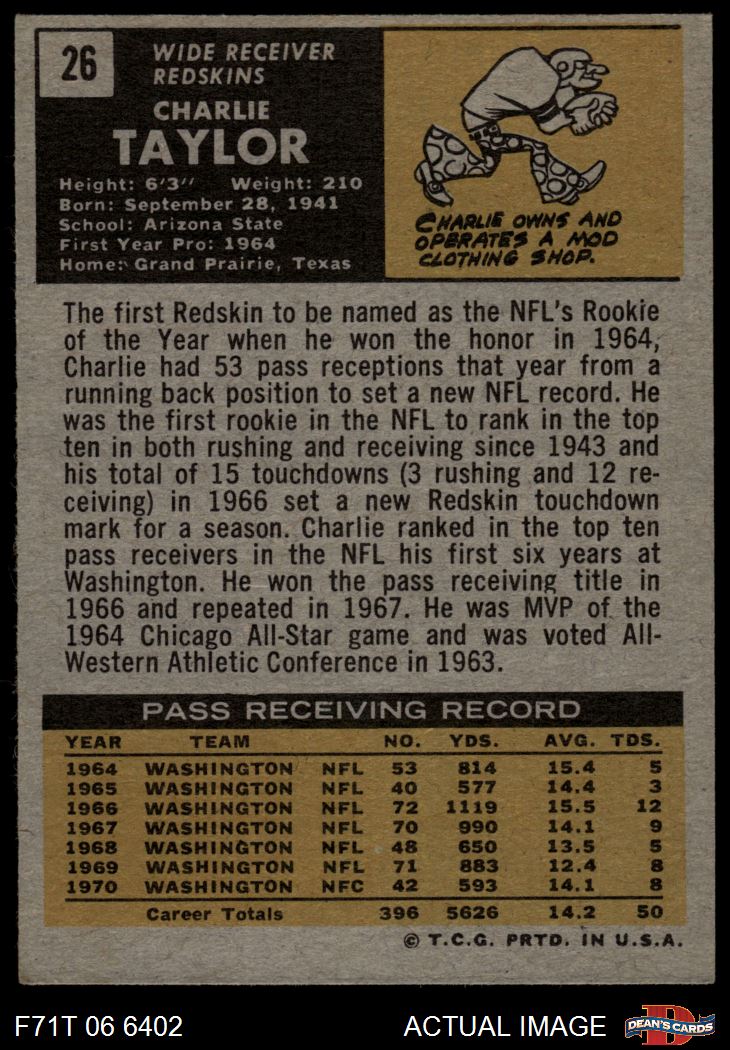 26
WIDE RECEIVER
REDSKINS
CHARLIE
TAYLOR
Height: 6'3" Weight: 210
Born: September 28, 1941
School: Arizona State
First Year Pro: 1964
Home: Grand Prairie, Texas
CHARLIE OWNS AND
OPERATES A MOD
CLOTHING SHOP.
The first Redskin to be named as the NFL's Rookie
of the Year when he won the honor in 1964,
Charlie had 53 pass receptions that year from a
running back position to set a new NFL record. He
was the first rookie in the NFL to rank in the top
ten in both rushing and receiving since 1943 and
his total of 15 touchdowns (3 rushing and 12 re-
ceiving) in 1966 set a new Redskin touchdown
mark for a season. Charlie ranked in the top ten
pass receivers in the NFL his first six years at
Washington. He won the pass receiving title in
1966 and repeated in 1967. He was MVP of the
1964 Chicago All-Star game and was voted All-
Western Athletic Conference in 1963.
PASS RECEIVING RECORD
YEAR TEAM NO. YDS. AVG. TDS.
1964 WASHINGTON NFL 53 814 15.4 5
1965 WASHINGTON NFL 40 577 14.4 3
1966 WASHINGTON NFL 72 1119 15.5 12
1967 WASHINGTON NFL 70 990 14.1 9
1968 WASHINGTON NFL 48 650 13.5 5
1969 WASHINGTON NFL 71 883 12.4 8
1970 WASHINGTON NFC 42 593 14.1 8
Career Totals 396 5626 14.2 50
© T.C.G. PRTD. IN U.S.A.
F71T 06 6402 ACTUAL IMAGE
D
DEAN'S CARDS